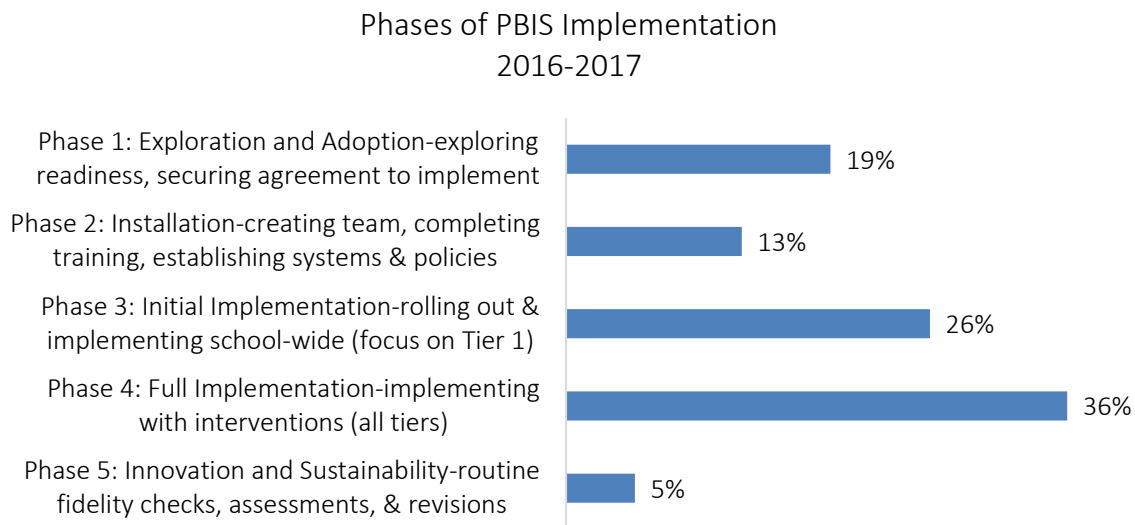 Phases of PBIS Implementation
2016-2017
Phase 1: Exploration and Adoption-exploring
readiness, securing agreement to implement
19%
Phase 2: Installation-creating team, completing
training, establishing systems & policies
13%
Phase 3: Initial Implementation-rolling out &
implementing school-wide (focus on Tier 1)
26%
Phase 4: Full Implementation-implementing
with interventions (all tiers)
36%
Phase 5: Innovation and Sustainability-routine
fidelity checks, assessments, & revisions
5%